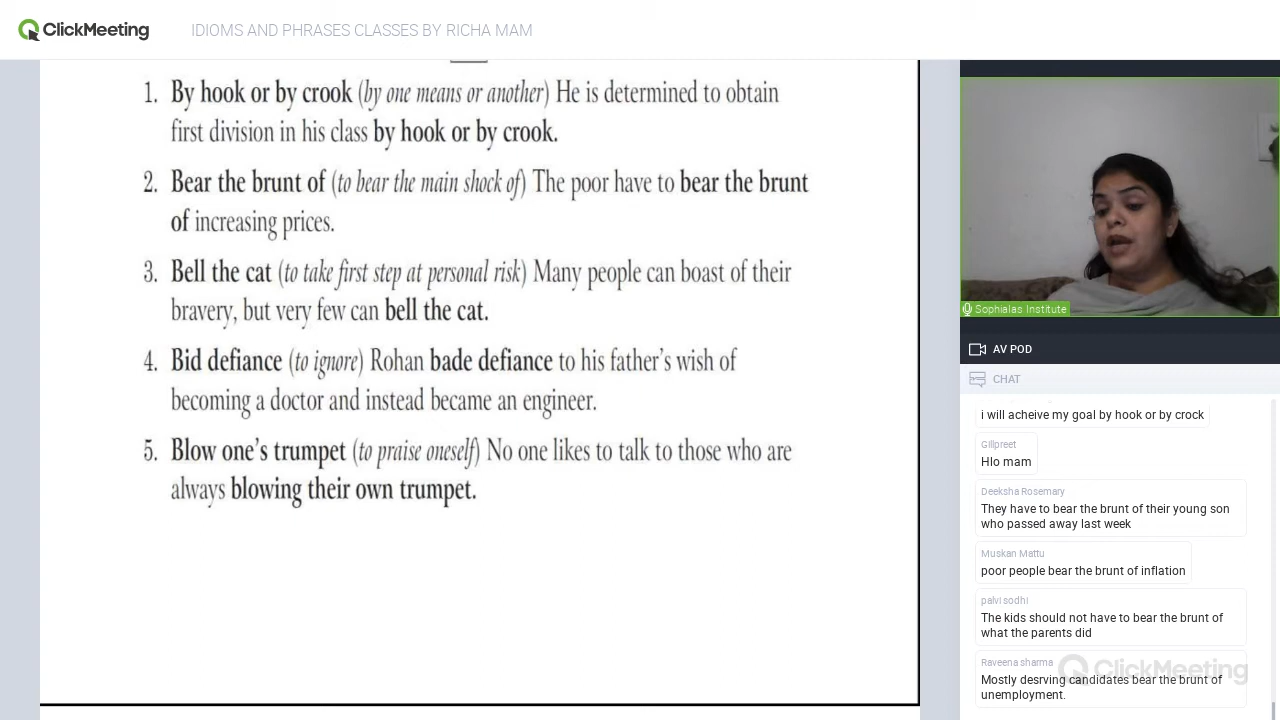 ClickMeeting
IDIOMS AND PHRASES CLASSES BY RICHA MAM
1. By hook or by crook (by one means or another) He is determined to obtain
first division in his class by hook or by crook.
2. Bear the brunt of (to bear the main shock of) The poor have to bear the brunt
of increasing prices.
3. Bell the cat (to take first step at personal risk) Many people can boast of their
bravery, but very few can bell the cat.
4. Bid defiance (to ignore) Rohan bade defiance to his father's wish of
becoming a doctor and instead became an engineer.
5. Blow one's trumpet (to praise oneself) No one likes to talk to those who are
always blowing their own trumpet.
Sophialas Institute
AV POD
CHAT
i will acheive my goal by hook or by crock
Gillpreet
Hlo mam
Deeksha Rosemary
They have to bear the brunt of their young son
who passed away last week
Muskan Mattu
poor people bear the brunt of inflation
palvi sodhi
The kids should not have to bear the brunt of
what the parents did
Raveena sharma
Mostly desrving candidates bear the brunt of
unemployment.
ClickMeeting